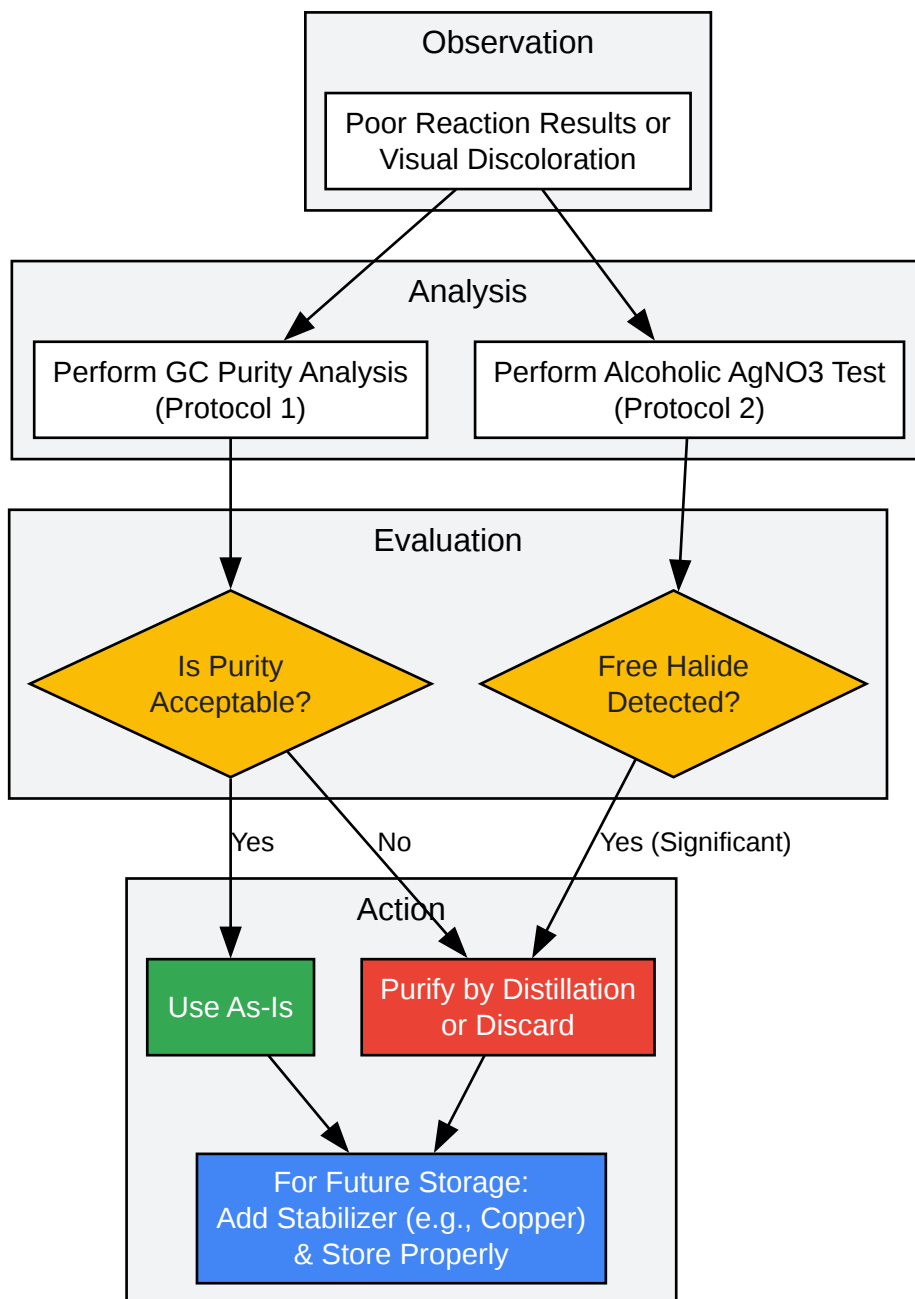 Observation
Poor Reaction Results or
Visual Discoloration
Analysis
Perform GC Purity Analysis
(Protocol 1)
Perform Alcoholic AgNO3 Test
(Protocol 2)
Evaluation
Is Purity
Acceptable?
Free Halide
Detected?
Yes
No
Yes (Significant)
Action
Use As-Is
Purify by Distillation
or Discard
For Future Storage:
Add Stabilizer (e.g., Copper)
& Store Properly